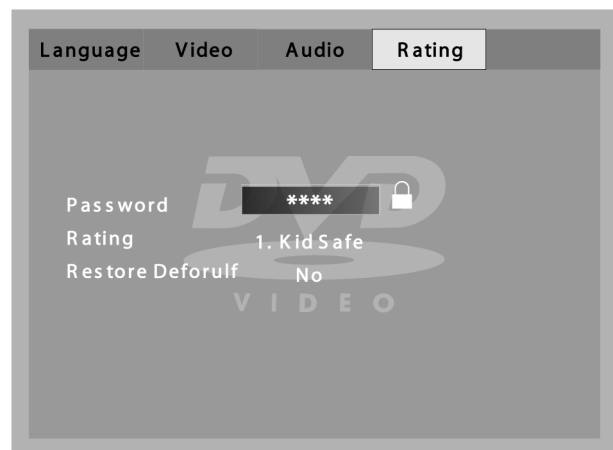 Language Video Audio Rating
DVD
Password ****
Rating 1. Kid Safe
Restore Deforulf No
VIDEO